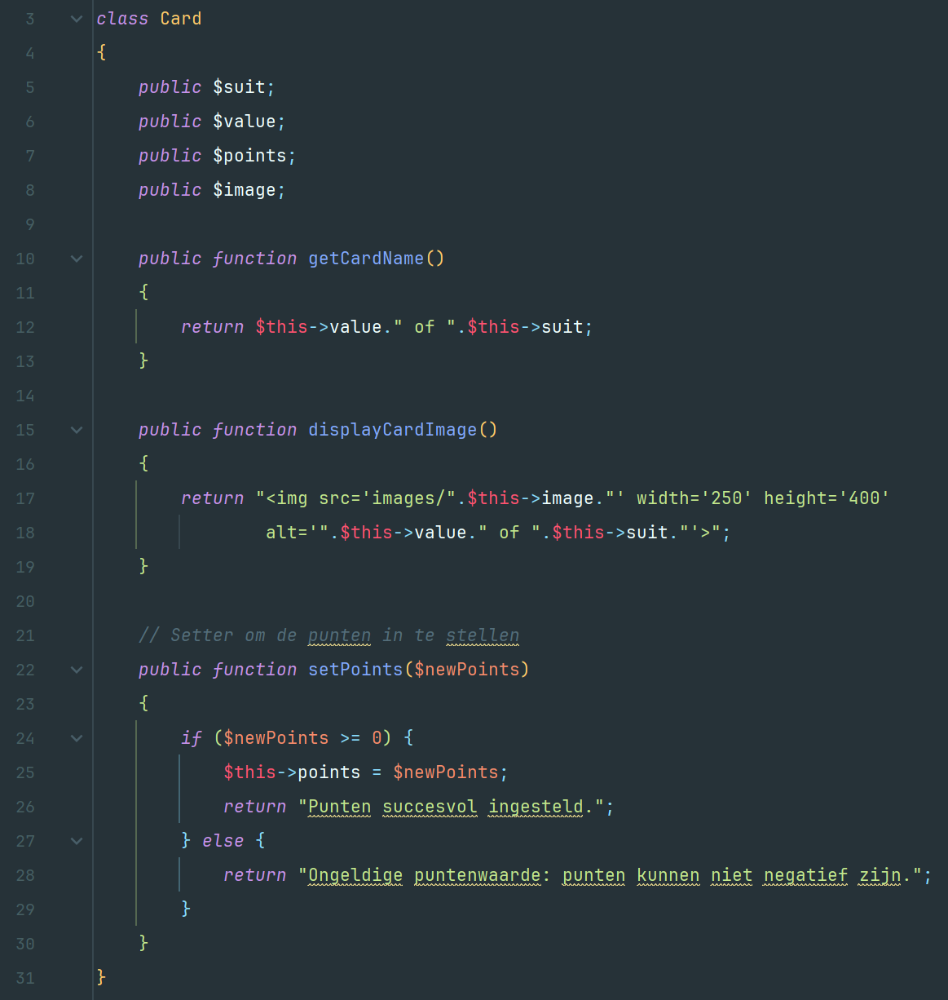 3 class Card
4 {
5 public $suit;
6 public $value;
7 public $points;
8 public $image;
9
10 public function getCardName()
11 {
12 return $this->value." of ".$this->suit;
13 }
14
15 public function displayCardImage()
16 {
17 return "<img src='images/".$this->image."' width='250' height='400'
18 alt='".$this->value." of ".$this->suit."'>";
19 }
20
21 // Setter om de punten in te stellen
22 public function setPoints($newPoints)
23 {
24 if ($newPoints >= 0) {
25 $this->points = $newPoints;
26 return "Punten succesvol ingesteld.";
27 } else {
28 return "Ongeldige puntenwaarde: punten kunnen niet negatief zijn.";
29 }
30 }
31 }